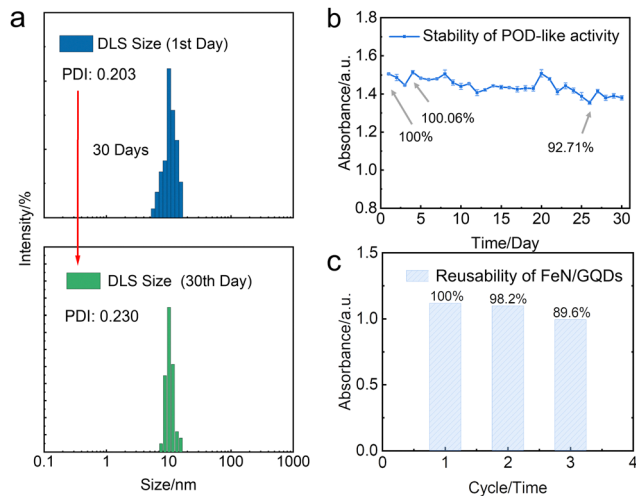 a
DLS Size (1st Day)
PDI: 0.203
30 Days
Intensity/%
DLS Size (30th Day)
PDI: 0.230
0.1 1 10 100 1000
Size/nm
b
1.8
1.6
1.4
1.2
1.0
0.8
Absorbance/a.u.
Stability of POD-like activity
100.06%
100%
92.71%
0 5 10 15 20 25 30
Time/Day
c
1.5
1.0
0.5
0.0
Absorbance/a.u.
Reusability of FeN/GQDs
100% 98.2% 89.6%
0 1 2 3 4
Cycle/Time